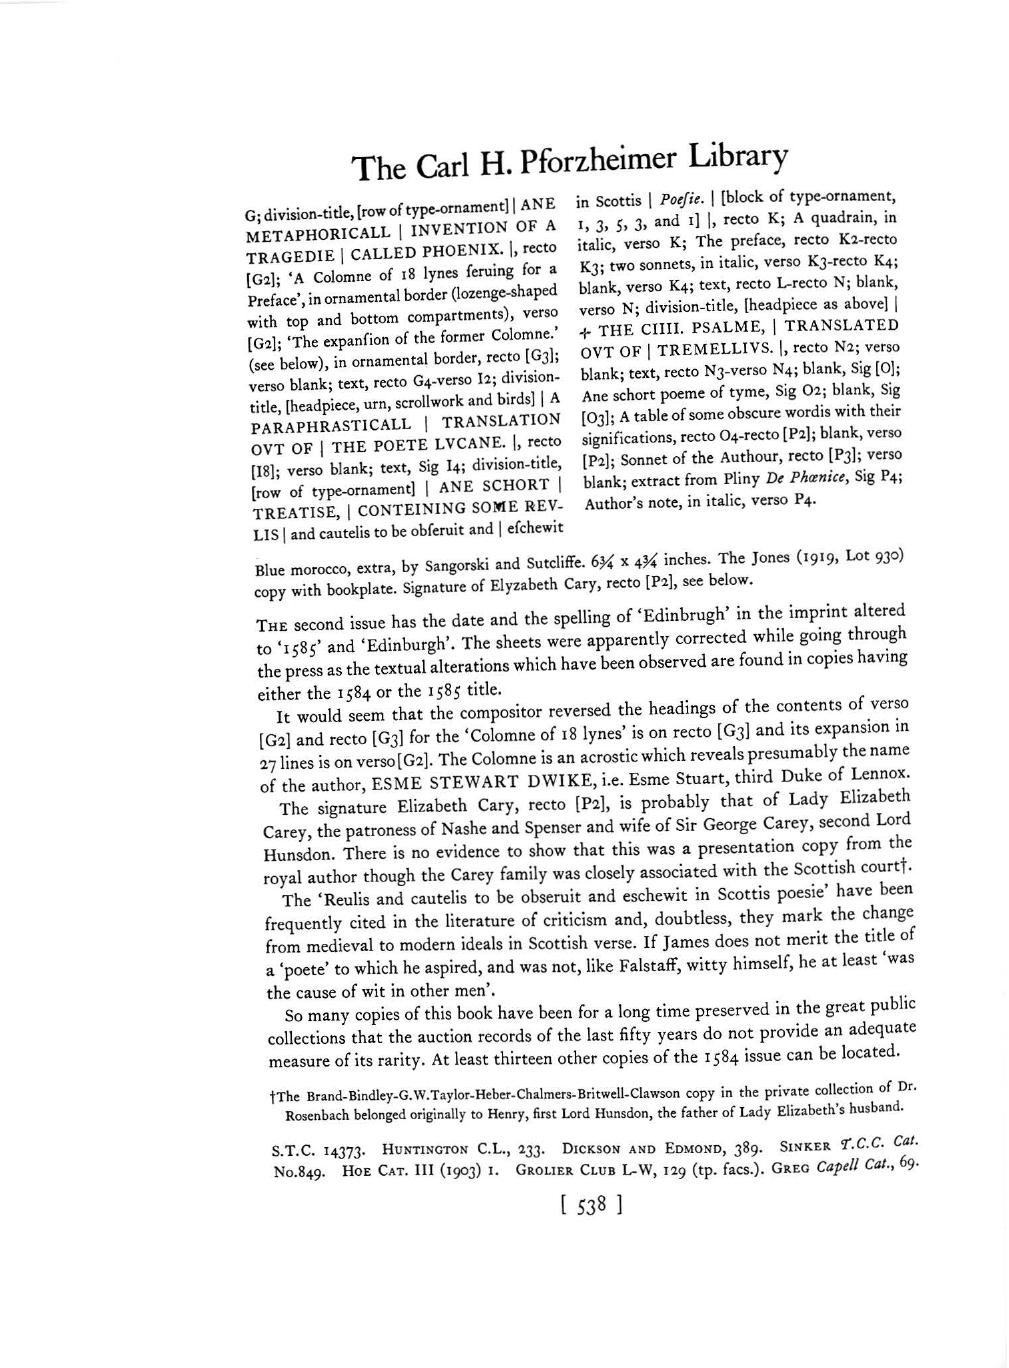 The Carl H. Pforzheimer Library
G; division-title, [row of type-ornament] | ANE
METAPHORICALL | INVENTION OF A
TRAGEDIE | CALLED PHOENIX. |, recto
[G2]; ‘A Colomne of 18 lynes ſeruing for a
Preface’, in ornamental border (lozenge-shaped
with top and bottom compartments), verso
[G2]; ‘The expanſion of the former Colomne.’
(see below), in ornamental border, recto [G3];
verso blank; text, recto G4-verso I2; division-
title, [headpiece, urn, scrollwork and birds] | A
PARAPHRASTICALL | TRANSLATION
OVT OF | THE POETE LVCANE. |, recto
[I8]; verso blank; text, Sig I4; division-title,
[row of type-ornament] | ANE SCHORT |
TREATISE, | CONTEINING SOME REV-
LIS | and cautelis to be obſeruit and | eſchewit
in Scottis | Poeſie. | [block of type-ornament,
1, 3, 5, 3, and 1] |, recto K; A quadrain, in
italic, verso K; The preface, recto K2-recto
K3; two sonnets, in italic, verso K3-recto K4;
blank, verso K4; text, recto L-recto N; blank,
verso N; division-title, [headpiece as above] |
✢ THE CIIII. PSALME, | TRANSLATED
OVT OF | TREMELLIVS. |, recto N2; verso
blank; text, recto N3-verso N4; blank, Sig [O];
Ane schort poeme of tyme, Sig O2; blank, Sig
[O3]; A table of some obscure wordis with their
significations, recto O4-recto [P2]; blank, verso
[P2]; Sonnet of the Authour, recto [P3]; verso
blank; extract from Pliny De Phœnice, Sig P4;
Author's note, in italic, verso P4.
Blue morocco, extra, by Sangorski and Sutcliffe. 6¾ x 4¾ inches. The Jones (1919, Lot 930)
copy with bookplate. Signature of Elyzabeth Cary, recto [P2], see below.
THE second issue has the date and the spelling of ‘Edinbrugh’ in the imprint altered
to ‘1585’ and ‘Edinburgh’. The sheets were apparently corrected while going through
the press as the textual alterations which have been observed are found in copies having
either the 1584 or the 1585 title.
It would seem that the compositor reversed the headings of the contents of verso
[G2] and recto [G3] for the ‘Colomne of 18 lynes’ is on recto [G3] and its expansion in
27 lines is on verso [G2]. The Colomne is an acrostic which reveals presumably the name
of the author, ESME STEWART DWIKE, i.e. Esme Stuart, third Duke of Lennox.
The signature Elizabeth Cary, recto [P2], is probably that of Lady Elizabeth
Carey, the patroness of Nashe and Spenser and wife of Sir George Carey, second Lord
Hunsdon. There is no evidence to show that this was a presentation copy from the
royal author though the Carey family was closely associated with the Scottish court†.
The ‘Reulis and cautelis to be obseruit and eschewit in Scottis poesie’ have been
frequently cited in the literature of criticism and, doubtless, they mark the change
from medieval to modern ideals in Scottish verse. If James does not merit the title of
a ‘poete’ to which he aspired, and was not, like Falstaff, witty himself, he at least ‘was
the cause of wit in other men’.
So many copies of this book have been for a long time preserved in the great public
collections that the auction records of the last fifty years do not provide an adequate
measure of its rarity. At least thirteen other copies of the 1584 issue can be located.
†The Brand-Bindley-G.W.Taylor-Heber-Chalmers-Britwell-Clawson copy in the private collection of Dr.
Rosenbach belonged originally to Henry, first Lord Hunsdon, the father of Lady Elizabeth's husband.
S.T.C. 14373. HUNTINGTON C.L., 233. DICKSON AND EDMOND, 389. SINKER T.C.C. Cat.
No.849. HOE CAT. III (1903) 1. GROLIER CLUB L-W, 129 (tp. facs.). GREG Capell Cat., 69.
[ 538 ]